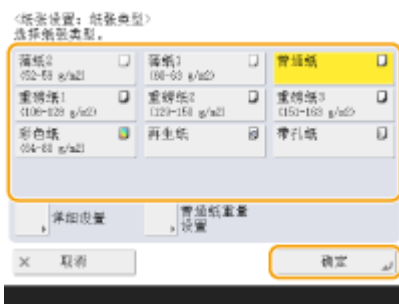 <纸张设置：纸张类型>
选择纸张类型。
薄纸2
(52-59 g/m2)
薄纸1
(60-63 g/m2)
普通纸
重磅纸1
(106-128 g/m2)
重磅纸2
(129-150 g/m2)
重磅纸3
(151-163 g/m2)
彩色纸
(64-82 g/m2)
再生纸
带孔纸
详细设置
普通纸重量
设置
× 取消
确定